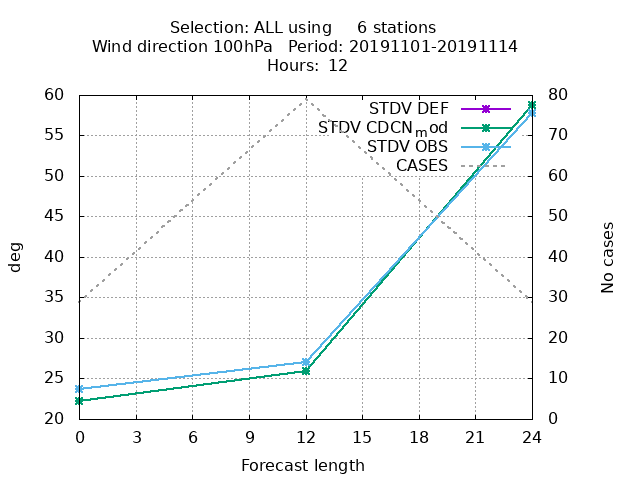 Selection: ALL using     6 stations
Wind direction 100hPa   Period: 20191101-20191114
Hours:  12
60 80
STDV DEF
STDV CDCN_mod
55 70
STDV OBS
CASES
50 60
45 50
40 40
35 30
30 20
25 10
20 0
deg
No cases
0 3 6 9 12 15 18 21 24
Forecast length